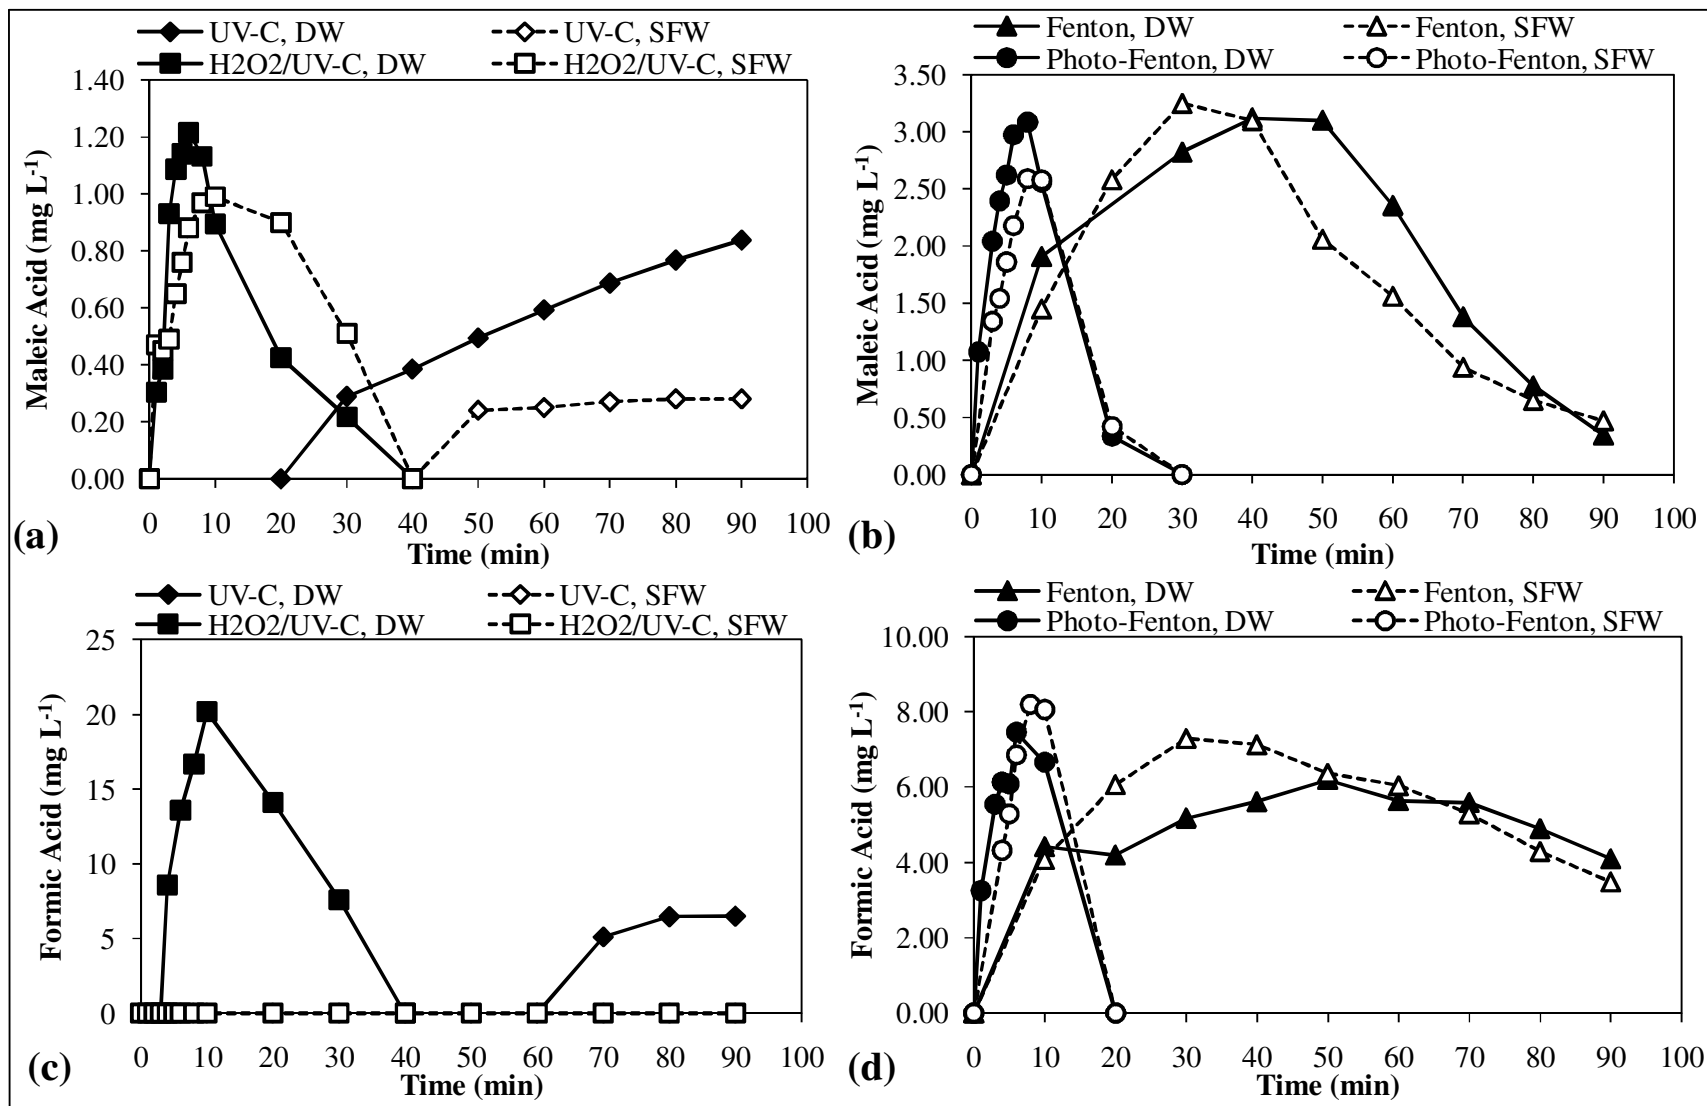 UV-C, DW UV-C, SFW
H2O2/UV-C, DW H2O2/UV-C, SFW
1.40
1.20
1.00
0.80
0.60
0.40
0.20
0.00
Maleic Acid (mg L-1)
0 10 20 30 40 50 60 70 80 90 100
(a)
Time (min)
Fenton, DW Fenton, SFW
Photo-Fenton, DW Photo-Fenton, SFW
3.50
3.00
2.50
2.00
1.50
1.00
0.50
0.00
Maleic Acid (mg L-1)
0 10 20 30 40 50 60 70 80 90 100
(b)
Time (min)
UV-C, DW UV-C, SFW
H2O2/UV-C, DW H2O2/UV-C, SFW
25
20
15
10
5
0
Formic Acid (mg L-1)
0 10 20 30 40 50 60 70 80 90 100
(c)
Time (min)
Fenton, DW Fenton, SFW
Photo-Fenton, DW Photo-Fenton, SFW
10.00
8.00
6.00
4.00
2.00
0.00
Formic Acid (mg L-1)
0 10 20 30 40 50 60 70 80 90 100
(d)
Time (min)